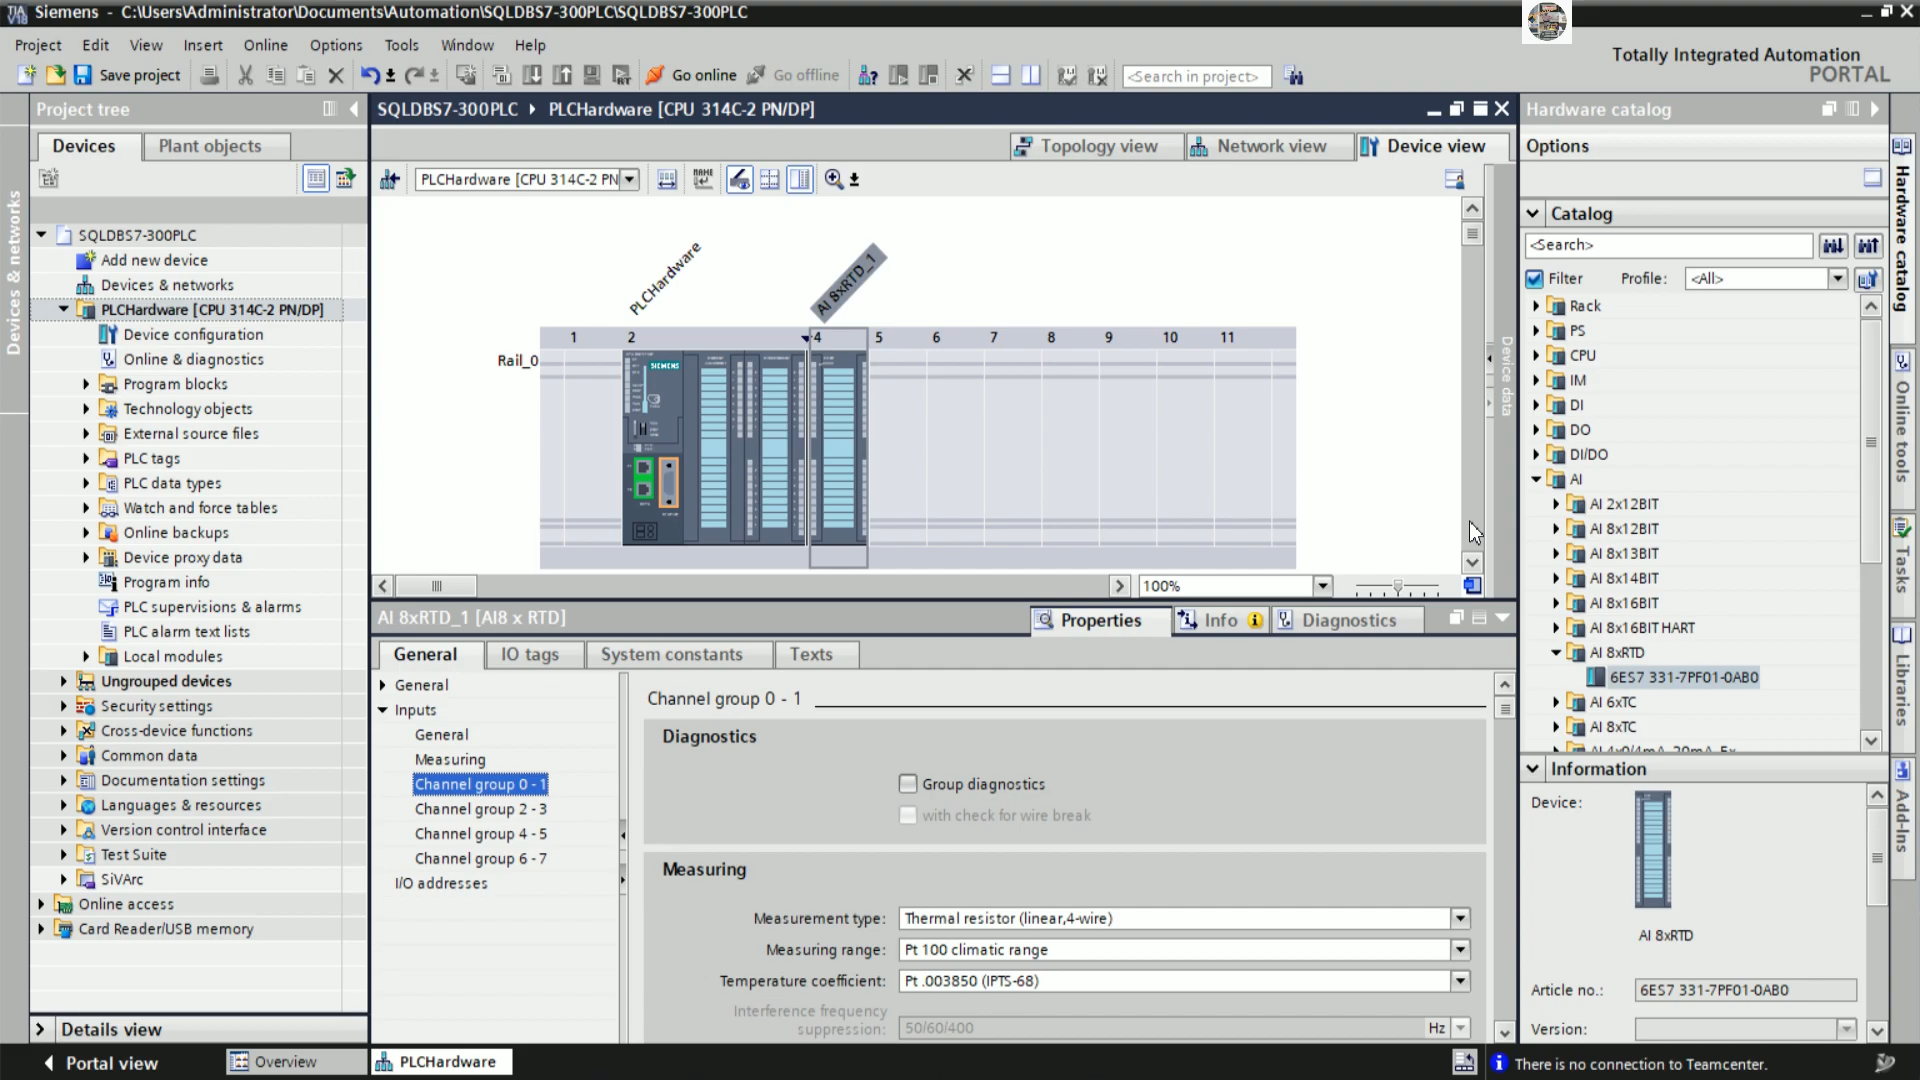 Siemens - C:\Users\Administrator\Documents\Automation\SQLDBS7-300PLC\SQLDBS7-300PLC
Project Edit View Insert Online Options Tools Window Help
Totally Integrated Automation
PORTAL
Save project
Go online
Go offline
<Search in project>
Project tree
Devices
Plant objects
Devices & networks
SQLDBS7-300PLC
Add new device
Devices & networks
PLCHardware [CPU 314C-2 PN/DP]
Device configuration
Online & diagnostics
Program blocks
Technology objects
External source files
PLC tags
PLC data types
Watch and force tables
Online backups
Device proxy data
Program info
PLC supervisions & alarms
PLC alarm text lists
Local modules
Ungrouped devices
Security settings
Cross-device functions
Common data
Documentation settings
Languages & resources
Version control interface
Test Suite
SiVArc
Online access
Card Reader/USB memory
Details view
SQLDBS7-300PLC PLCHardware [CPU 314C-2 PN/DP]
Topology view
Network view
Device view
PLCHardware [CPU 314C-2 PN
PLCHardware
AI 8xRTD_1
1 2 4 5 6 7 8 9 10 11
Rail_0
SIEMENS
Device data
100%
AI 8xRTD_1 [AI8 x RTD]
Properties
Info
Diagnostics
General
IO tags
System constants
Texts
General
Inputs
General
Measuring
Channel group 0 - 1
Channel group 2 - 3
Channel group 4 - 5
Channel group 6 - 7
I/O addresses
Channel group 0 - 1
Diagnostics
Group diagnostics
with check for wire break
Measuring
Measurement type: Thermal resistor (linear,4-wire)
Measuring range: Pt 100 climatic range
Temperature coefficient: Pt .003850 (IPTS-68)
Interference frequency
suppression: 50/60/400 Hz
Hardware catalog
Options
Catalog
<Search>
Filter
Profile: <All>
Rack
PS
CPU
IM
DI
DO
DI/DO
AI
AI 2x12BIT
AI 8x12BIT
AI 8x13BIT
AI 8x14BIT
AI 8x16BIT
AI 8x16BIT HART
AI 8xRTD
6ES7 331-7PF01-0AB0
AI 6xTC
AI 8xTC
AI 4x0/4mA..20mA, Ex
Information
Device:
AI 8xRTD
Article no.: 6ES7 331-7PF01-0AB0
Version:
Hardware catalog
Online tools
Tasks
Libraries
Add-Ins
Portal view
Overview
PLCHardware
There is no connection to Teamcenter.